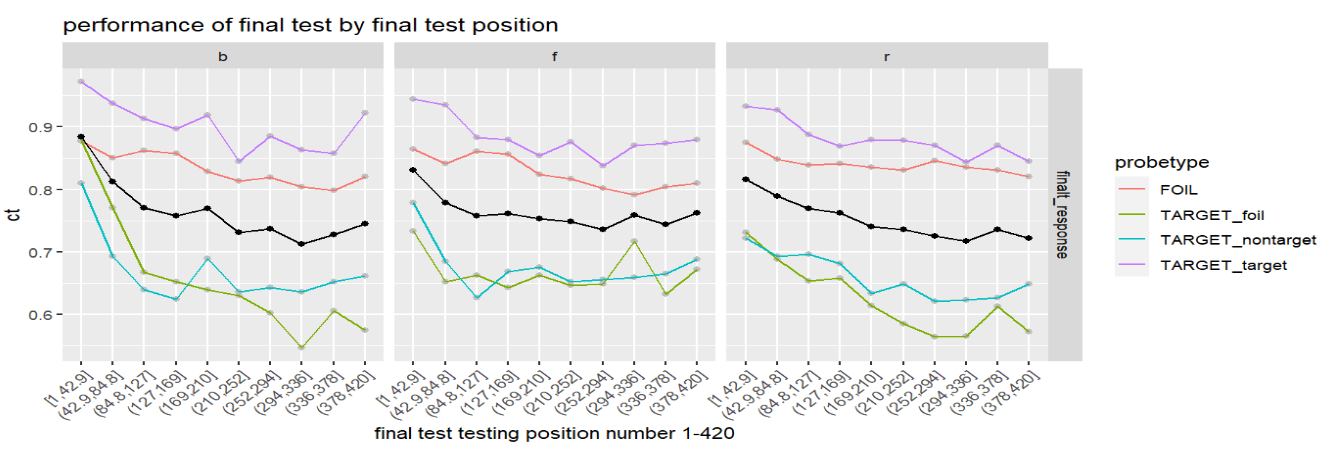 performance of final test by final test position
b
f
r
0.9
0.8
0.7
0.6
ct
finalt_response
[1,42.9]
(42.9,84.8]
(84.8,127]
(127,169]
(169,210]
(210,252]
(252,294]
(294,336]
(336,378]
(378,420]
[1,42.9]
(42.9,84.8]
(84.8,127]
(127,169]
(169,210]
(210,252]
(252,294]
(294,336]
(336,378]
(378,420]
[1,42.9]
(42.9,84.8]
(84.8,127]
(127,169]
(169,210]
(210,252]
(252,294]
(294,336]
(336,378]
(378,420]
final test testing position number 1-420
probetype
FOIL
TARGET_foil
TARGET_nontarget
TARGET_target